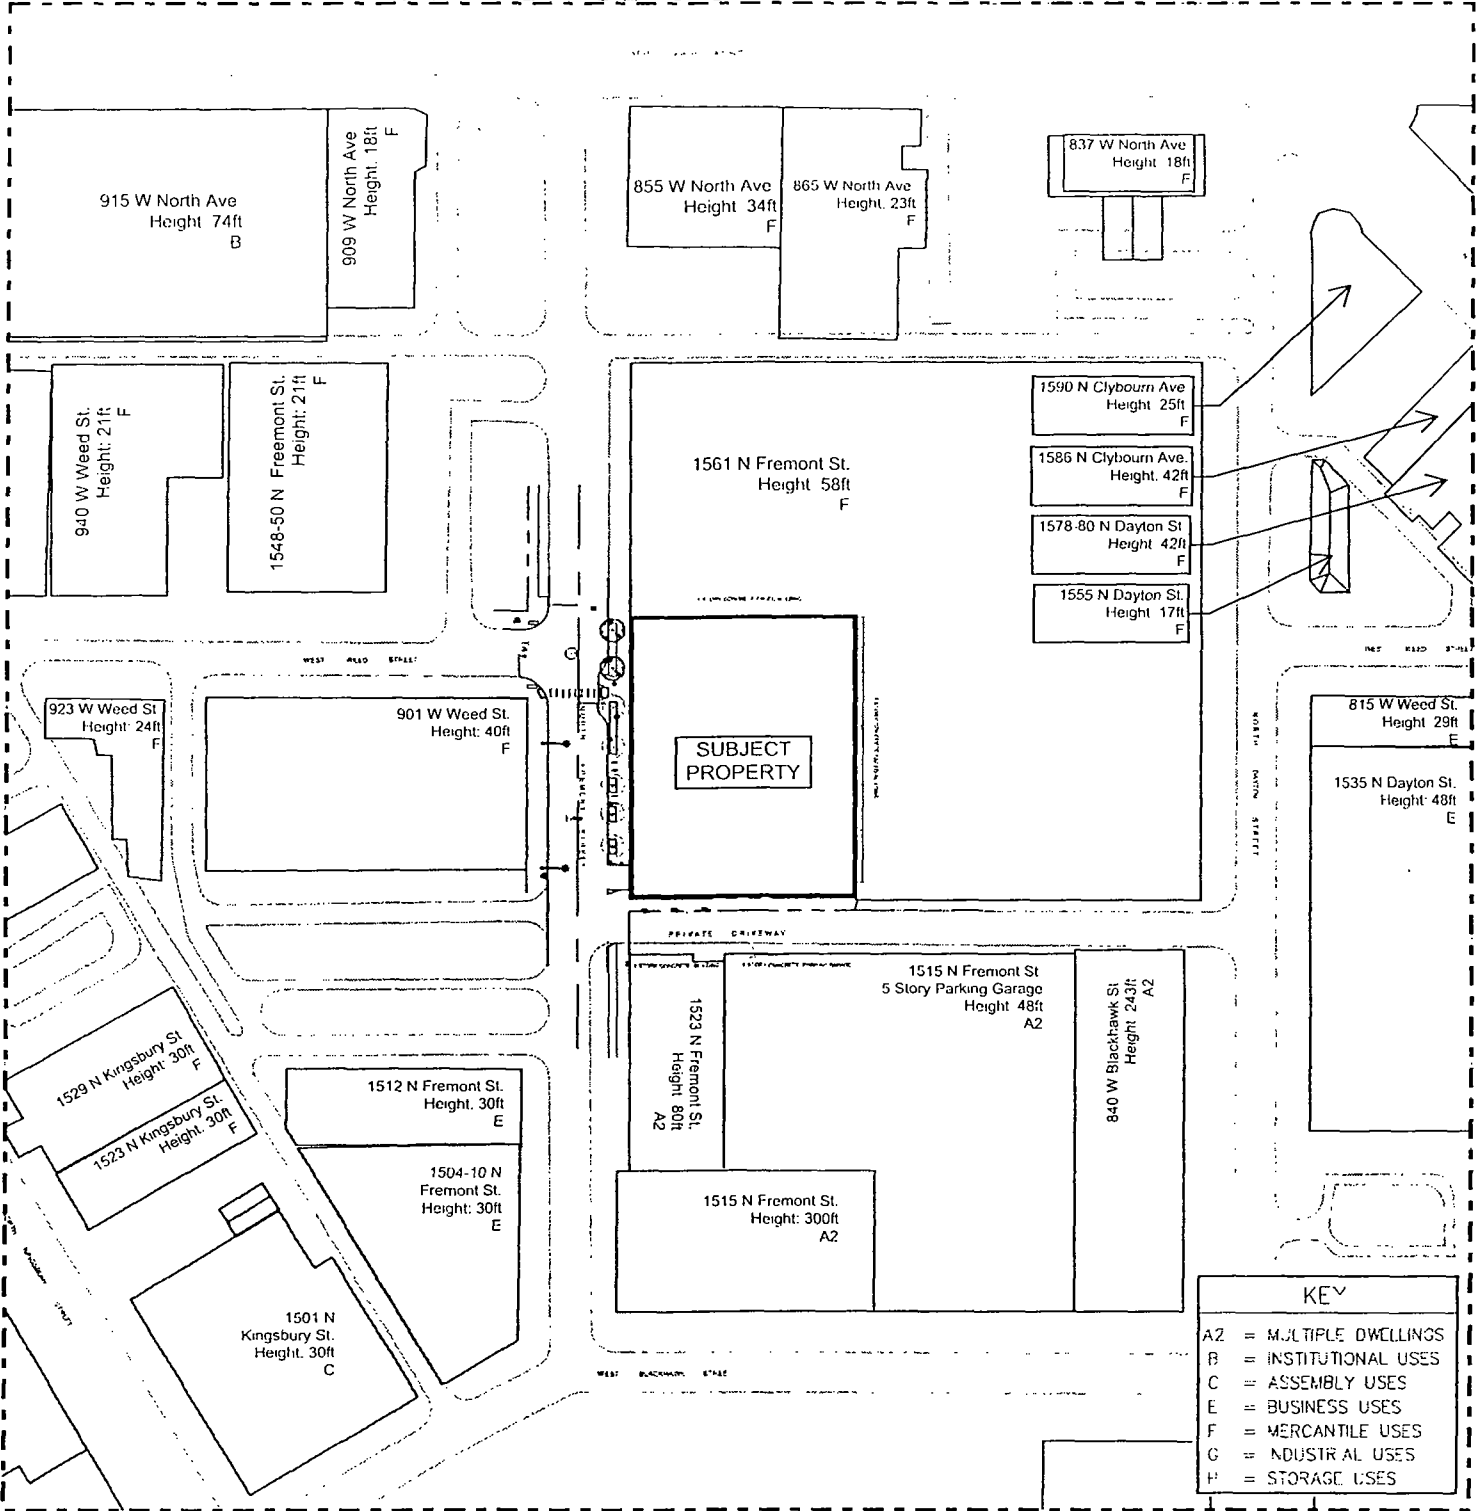 915 W North Ave
Height 74ft
B
909 W North Ave
Height. 18ft
F
855 W North Ave
Height 34ft
F
865 W North Ave
Height. 23ft
F
837 W North Ave
Height 18ft
F
940 W Weed St.
Height: 21ft
F
1548-50 N Freemont St.
Height: 21ft
F
1561 N Fremont St.
Height 58ft
F
1590 N Clybourn Ave
Height 25ft
F
1586 N Clybourn Ave.
Height. 42ft
F
1578-80 N Dayton St
Height 42ft
F
1555 N Dayton St.
Height 17ft
F
WEST STREET
923 W Weed St
Height: 24ft
F
901 W Weed St.
Height: 40ft
F
SUBJECT
PROPERTY
NORTH DAYTON STREET
815 W Weed St.
Height 29ft
E
1535 N Dayton St.
Height: 48ft
E
PRIVATE DRIVEWAY
1523 N Fremont St.
Height 80ft
A2
1515 N Fremont St
5 Story Parking Garage
Height 48ft
A2
840 W Blackhawk St
Height 243ft
A2
1529 N Kingsbury St
Height: 30ft
F
1523 N Kingsbury St.
Height. 30ft
F
1512 N Fremont St.
Height. 30ft
E
1504-10 N
Fremont St.
Height: 30ft
E
1515 N Fremont St.
Height: 300ft
A2
1501 N
Kingsbury St.
Height. 30ft
C
WEST BLACKHAWK
KEY
A2 = MULTIPLE DWELLINGS
B = INSTITUTIONAL USES
C = ASSEMBLY USES
E = BUSINESS USES
F = MERCANTILE USES
G = INDUSTRIAL USES
H = STORAGE USES